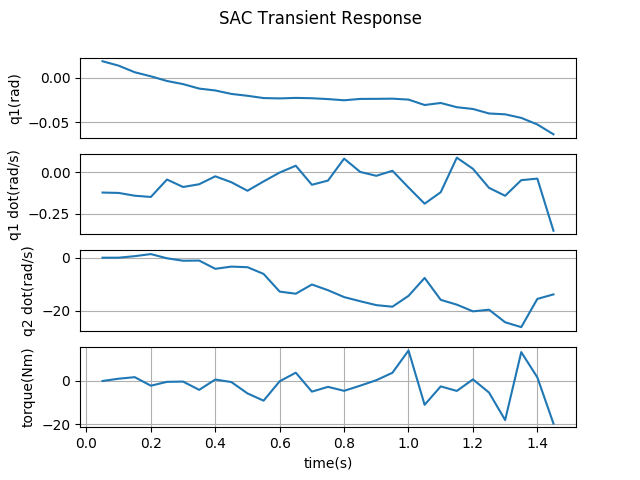 SAC Transient Response
q1(rad)
0.00
−0.05
q1 dot(rad/s)
0.00
−0.25
q2 dot(rad/s)
0
−20
torque(Nm)
0
−20
0.0 0.2 0.4 0.6 0.8 1.0 1.2 1.4
time(s)